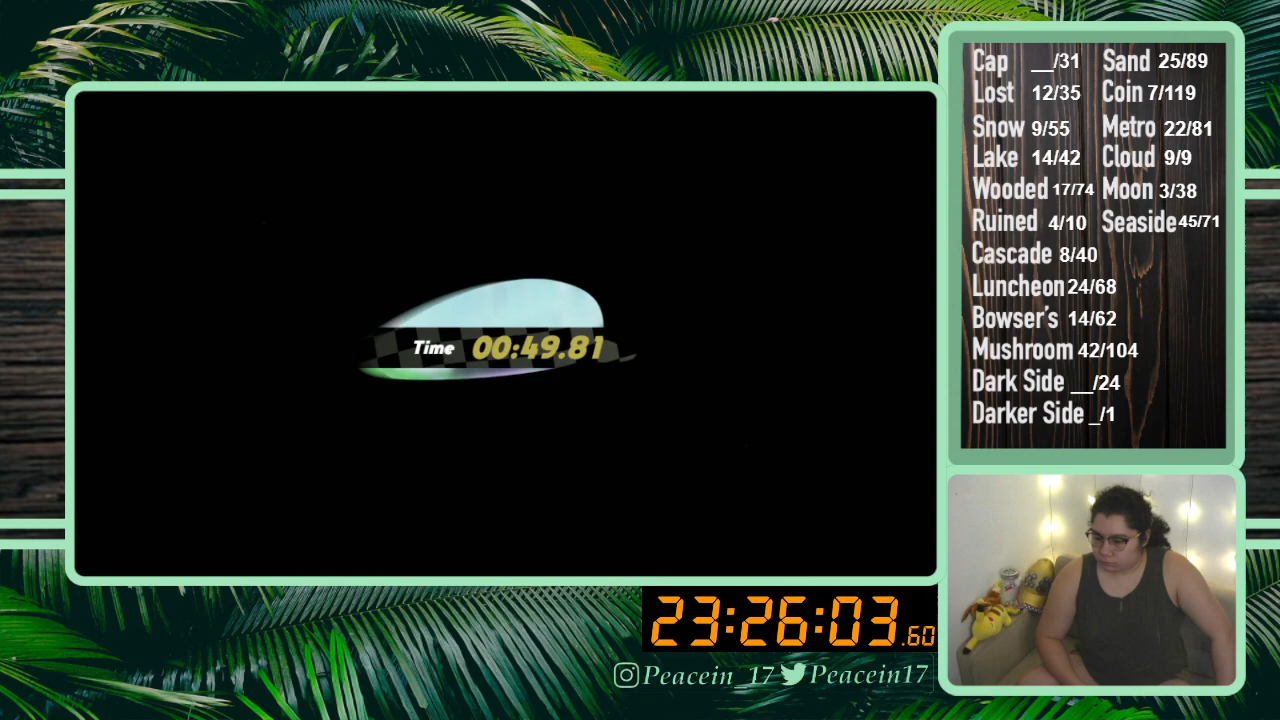 Cap __/31 Sand 25/89
Lost 12/35 Coin 7/119
Snow 9/55 Metro 22/81
Lake 14/42 Cloud 9/9
Wooded 17/74 Moon 3/38
Ruined 4/10 Seaside 45/71
Cascade 8/40
Luncheon 24/68
Bowser's 14/62
Mushroom 42/104
Dark Side __/24
Darker Side _/1
Time 00:49.81
23:26:03.60
Peacein_17 Peacein17